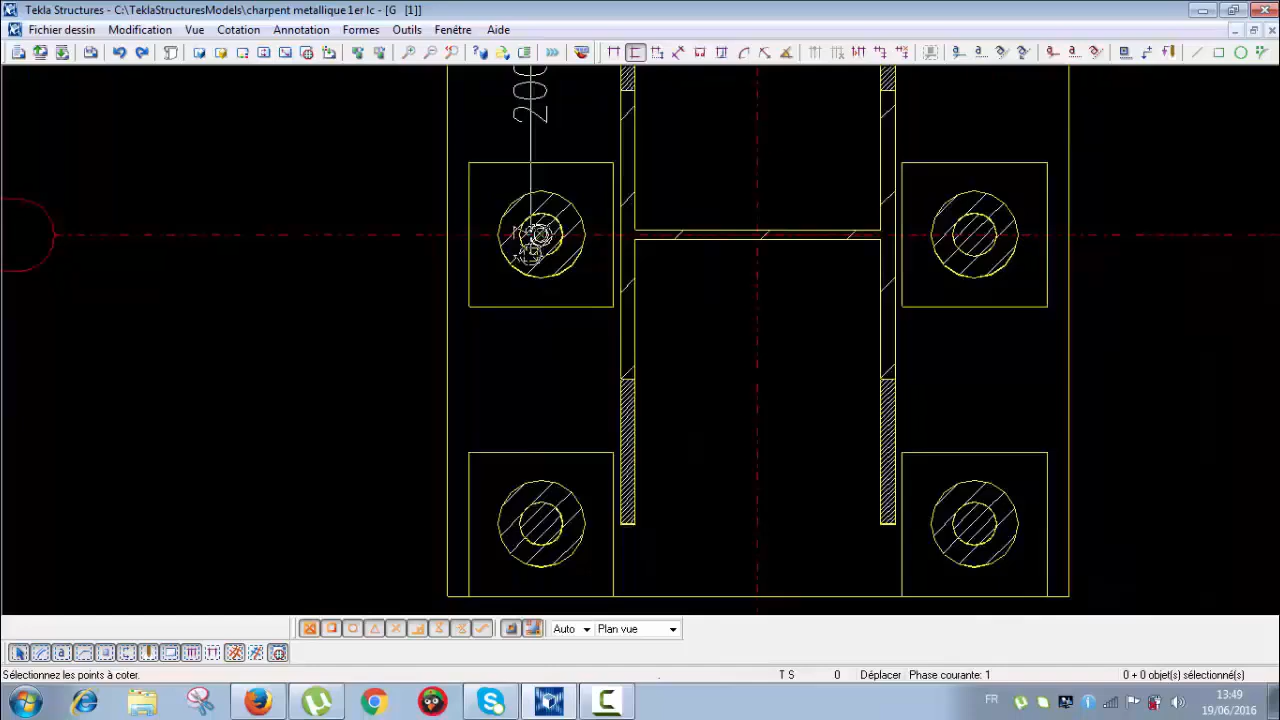 Tekla Structures - C:\TeklaStructuresModels\charpent metallique 1er lc - [G [1]]
Fichier dessin Modification Vue Cotation Annotation Formes Outils Fenêtre Aide
200
Auto Plan vue
Sélectionnez les points à coter.
T S 0 Déplacer Phase courante: 1 0 + 0 objet(s) sélectionné(s)
FR 13:49
19/06/2016